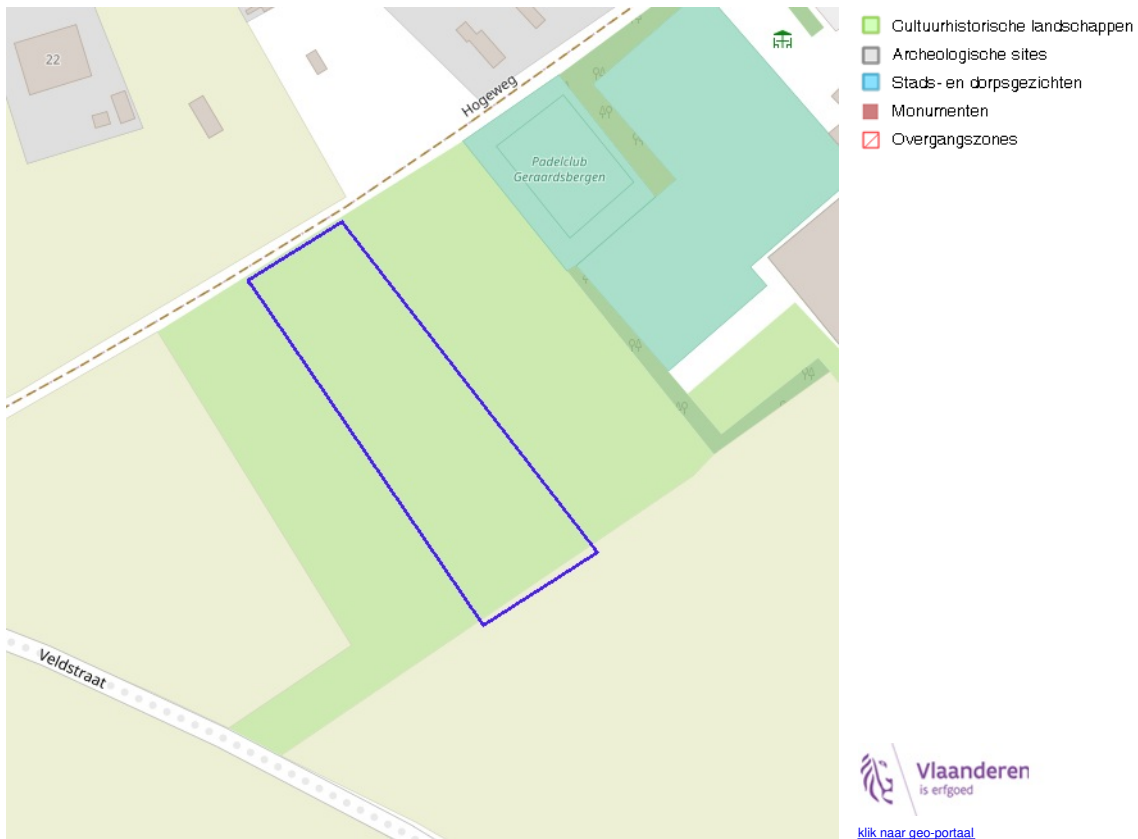 22
Hogeweg
Padelclub
Geraardsbergen
Veldstraat
Cultuurhistorische landschappen
Archeologische sites
Stads- en dorpsgezichten
Monumenten
Overgangszones
Vlaanderen
is erfgoed
klik naar geo-portaal